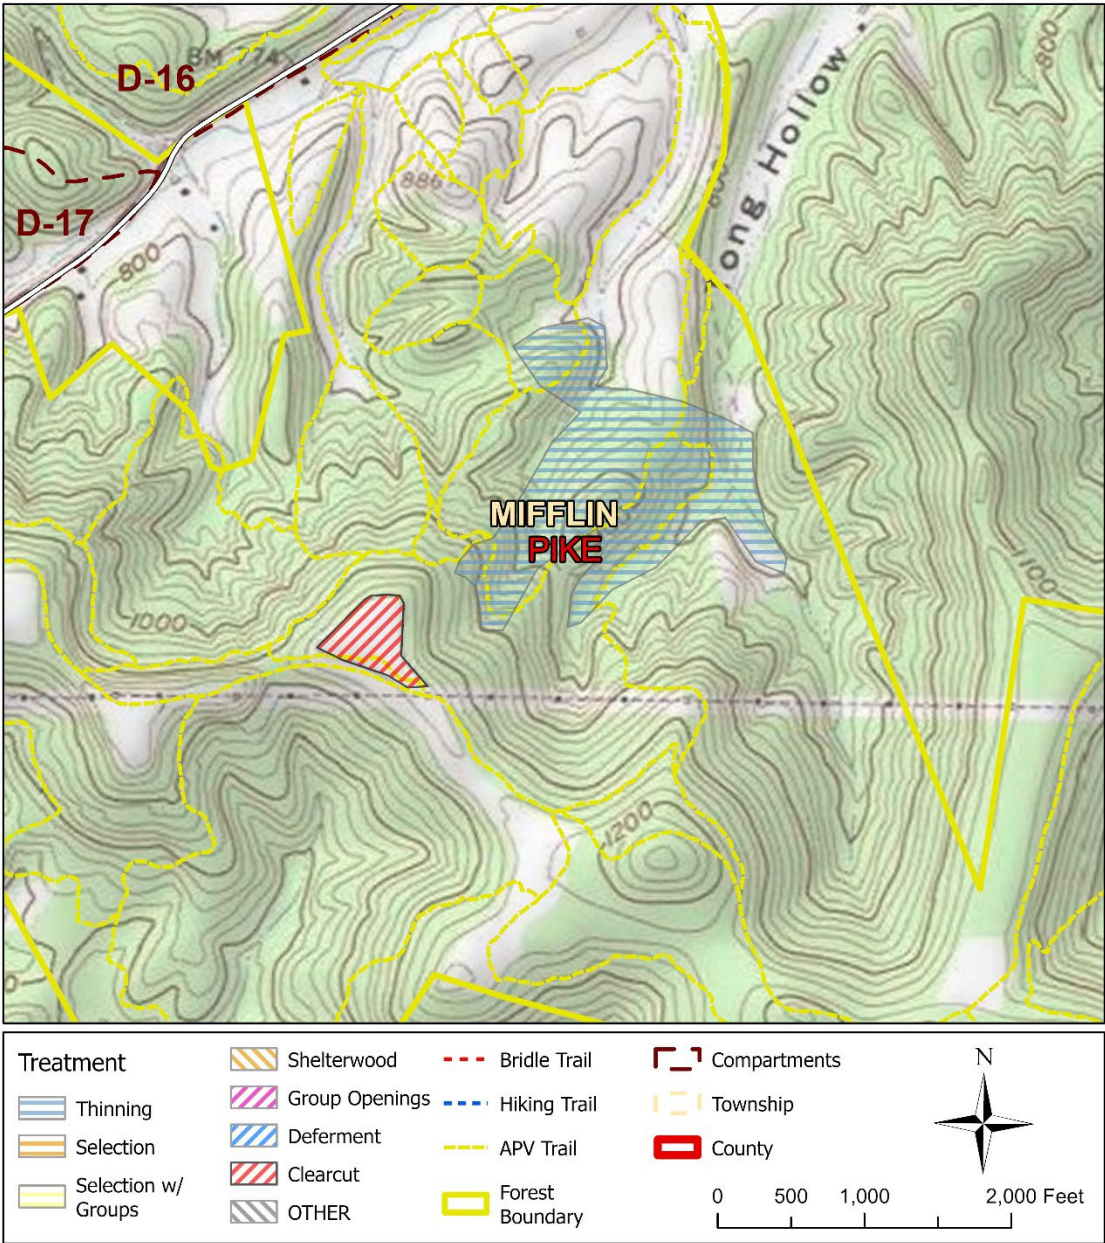 D-16
D-17
800
886
ong Hollow
800
MIFFLIN
PIKE
1000
1200
Treatment
Thinning
Selection
Selection w/
Groups
Shelterwood
Group Openings
Deferment
Clearcut
OTHER
Bridle Trail
Hiking Trail
APV Trail
Forest
Boundary
Compartments
Township
County
N
0 500 1,000 2,000 Feet